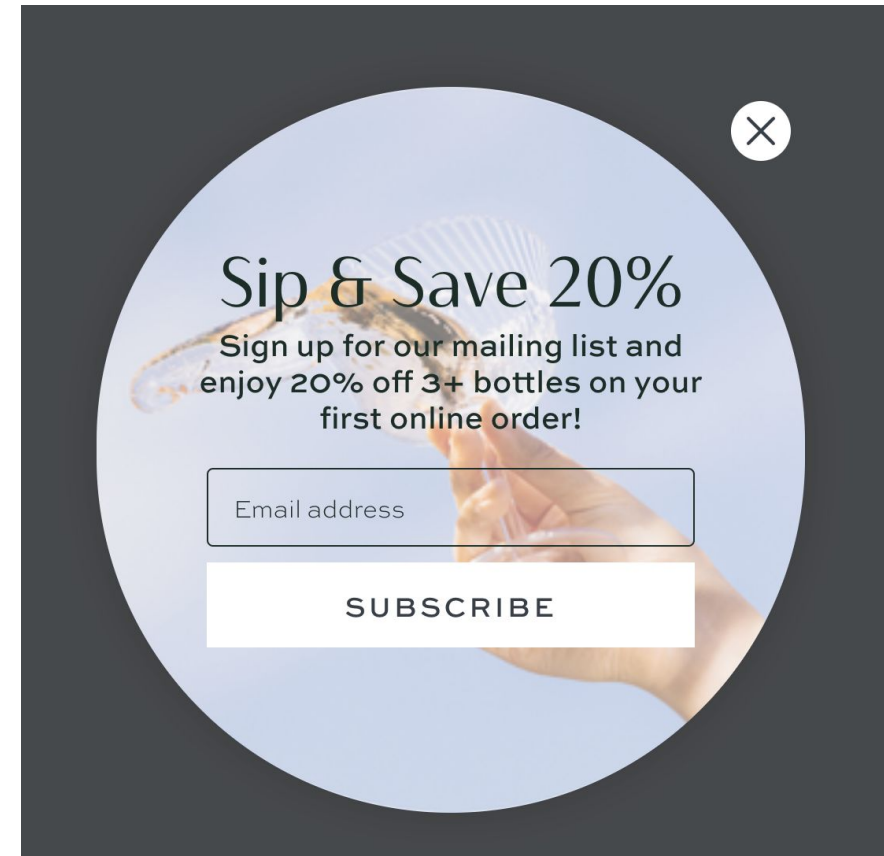 Sip & Save 20%
Sign up for our mailing list and
enjoy 20% off 3+ bottles on your
first online order!
Email address
SUBSCRIBE